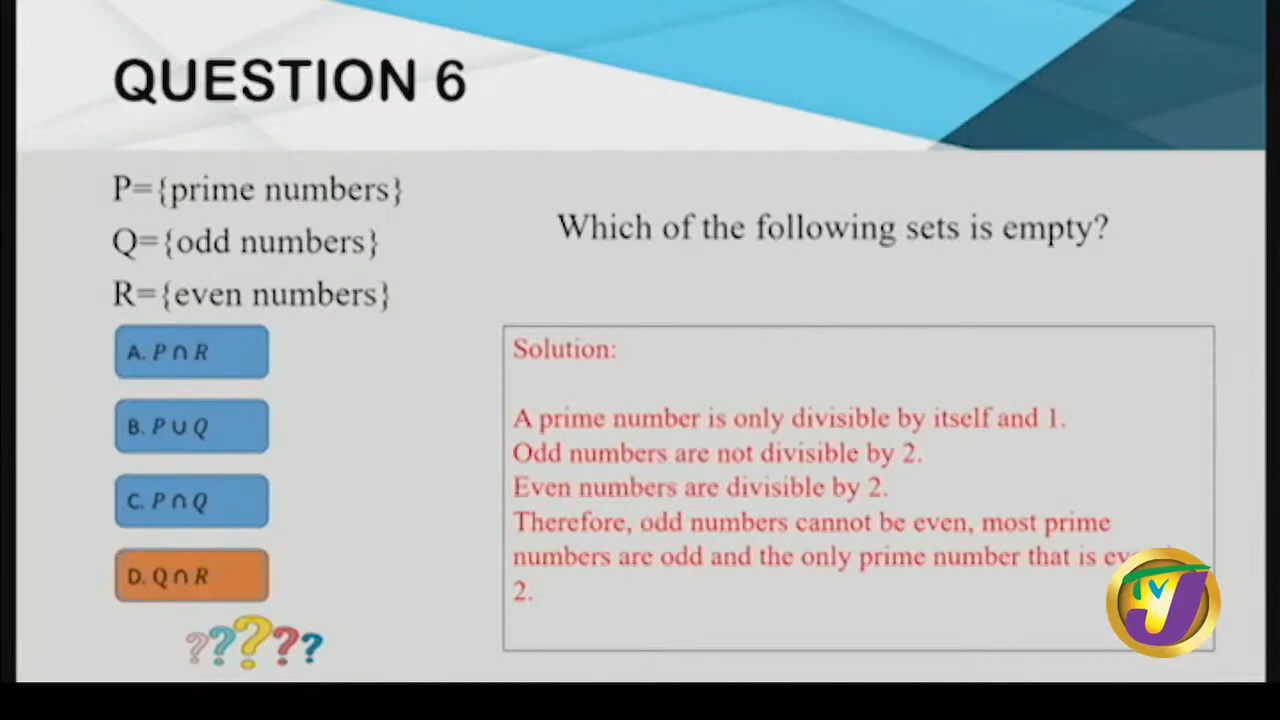 QUESTION 6
P={prime numbers}
Q={odd numbers}
R={even numbers}
Which of the following sets is empty?
A. P ∩ R
B. P ∪ Q
C. P ∩ Q
D. Q ∩ R
Solution:
A prime number is only divisible by itself and 1.
Odd numbers are not divisible by 2.
Even numbers are divisible by 2.
Therefore, odd numbers cannot be even, most prime
numbers are odd and the only prime number that is
2.
?????
TVJ